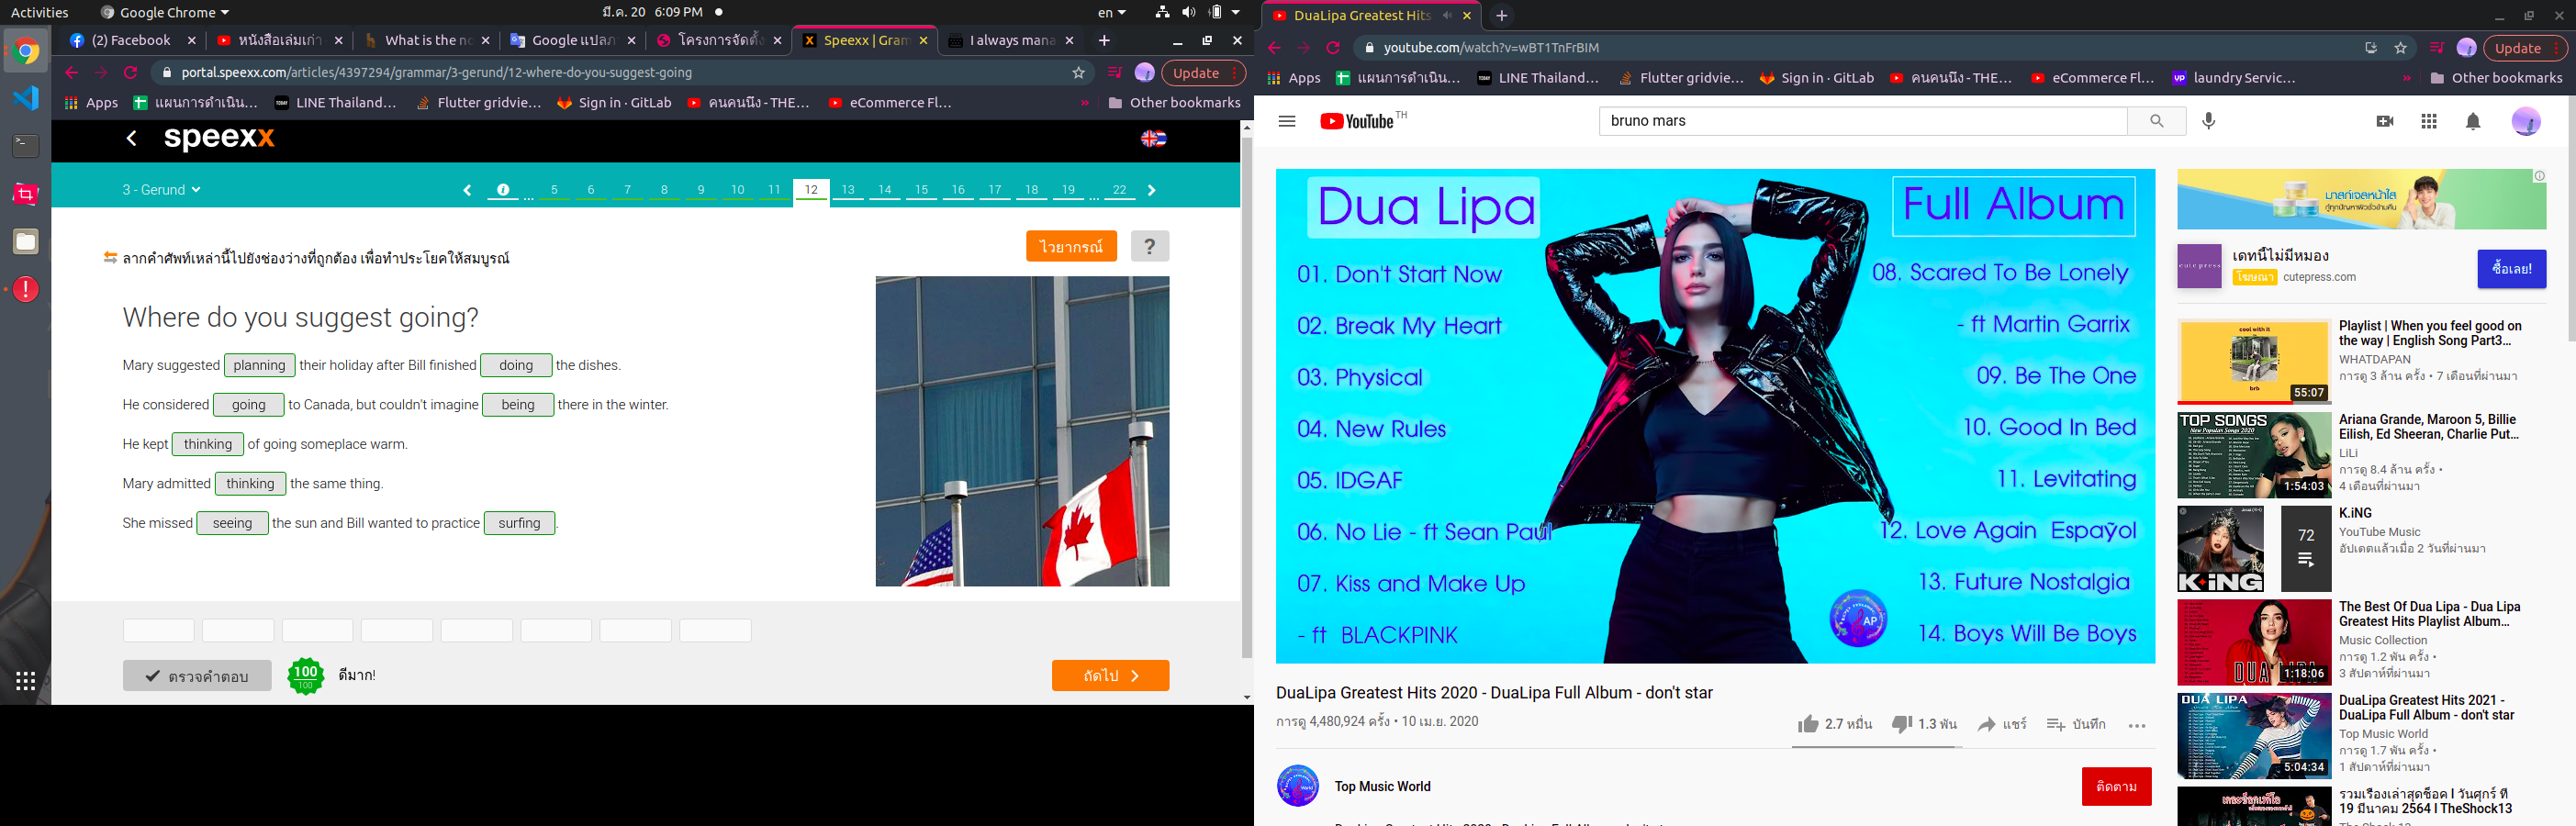 Activities
Google Chrome
มี.ค. 20 6:09 PM
en
(2) Facebook
หนังสือเล่มเก่า
What is the no
Google แปลภา
โครงการจัดตั้ง
Speexx | Gram
I always mana
portal.speexx.com/articles/4397294/grammar/3-gerund/12-where-do-you-suggest-going
Update
Apps
แผนการดำเนิน...
LINE Thailand...
Flutter gridvie...
Sign in · GitLab
คนคนนึง - THE...
eCommerce Fl...
Other bookmarks
speexx
3 - Gerund
... 5 6 7 8 9 10 11 12 13 14 15 16 17 18 19 ... 22
ไวยากรณ์
?
ลากคำศัพท์เหล่านี้ไปยังช่องว่างที่ถูกต้อง เพื่อทำประโยคให้สมบูรณ์
Where do you suggest going?
Mary suggested planning their holiday after Bill finished doing the dishes.
He considered going to Canada, but couldn't imagine being there in the winter.
He kept thinking of going someplace warm.
Mary admitted thinking the same thing.
She missed seeing the sun and Bill wanted to practice surfing.
ตรวจคำตอบ
100
100
ดีมาก!
ถัดไป
DuaLipa Greatest Hits
youtube.com/watch?v=wBT1TnFrBIM
Update
Apps
แผนการดำเนิน...
LINE Thailand...
Flutter gridvie...
Sign in · GitLab
คนคนนึง - THE...
eCommerce Fl...
laundry Servic...
Other bookmarks
YouTube TH
bruno mars
Dua Lipa
Full Album
01. Don't Start Now
02. Break My Heart
03. Physical
04. New Rules
05. IDGAF
06. No Lie - ft Sean Paul
07. Kiss and Make Up
- ft BLACKPINK
08. Scared To Be Lonely
- ft Martin Garrix
09. Be The One
10. Good In Bed
11. Levitating
12. Love Again Espaỹol
13. Future Nostalgia
14. Boys Will Be Boys
AP
DuaLipa Greatest Hits 2020 - DuaLipa Full Album - don't star
การดู 4,480,924 ครั้ง • 10 เม.ย. 2020
2.7 หมื่น
1.3 พัน
แชร์
บันทึก
Top Music World
ติดตาม
มาสก์เจลหน้าใส
cute press
เดทนี้ไม่มีหมอง
โฆษณา cutepress.com
ซื้อเลย!
cool with it
brb
55:07
Playlist | When you feel good on
the way | English Song Part3...
WHATDAPAN
การดู 3 ล้าน ครั้ง • 7 เดือนที่ผ่านมา
TOP SONGS
New Popular Songs 2020
1:54:03
Ariana Grande, Maroon 5, Billie
Eilish, Ed Sheeran, Charlie Put...
LiLi
การดู 8.4 ล้าน ครั้ง •
4 เดือนที่ผ่านมา
KiNG
72
K.iNG
YouTube Music
อัปเดตแล้วเมื่อ 2 วันที่ผ่านมา
DUA LIPA
1:18:06
The Best Of Dua Lipa - Dua Lipa
Greatest Hits Playlist Album...
Music Collection
การดู 1.2 พัน ครั้ง •
3 สัปดาห์ที่ผ่านมา
DUA LIPA
5:04:34
DuaLipa Greatest Hits 2021 -
DuaLipa Full Album - don't star
Top Music World
การดู 1.7 พัน ครั้ง •
1 สัปดาห์ที่ผ่านมา
รวมเรื่องเล่าสุดช็อค l วันศุกร์ ที่
19 มีนาคม 2564 l TheShock13